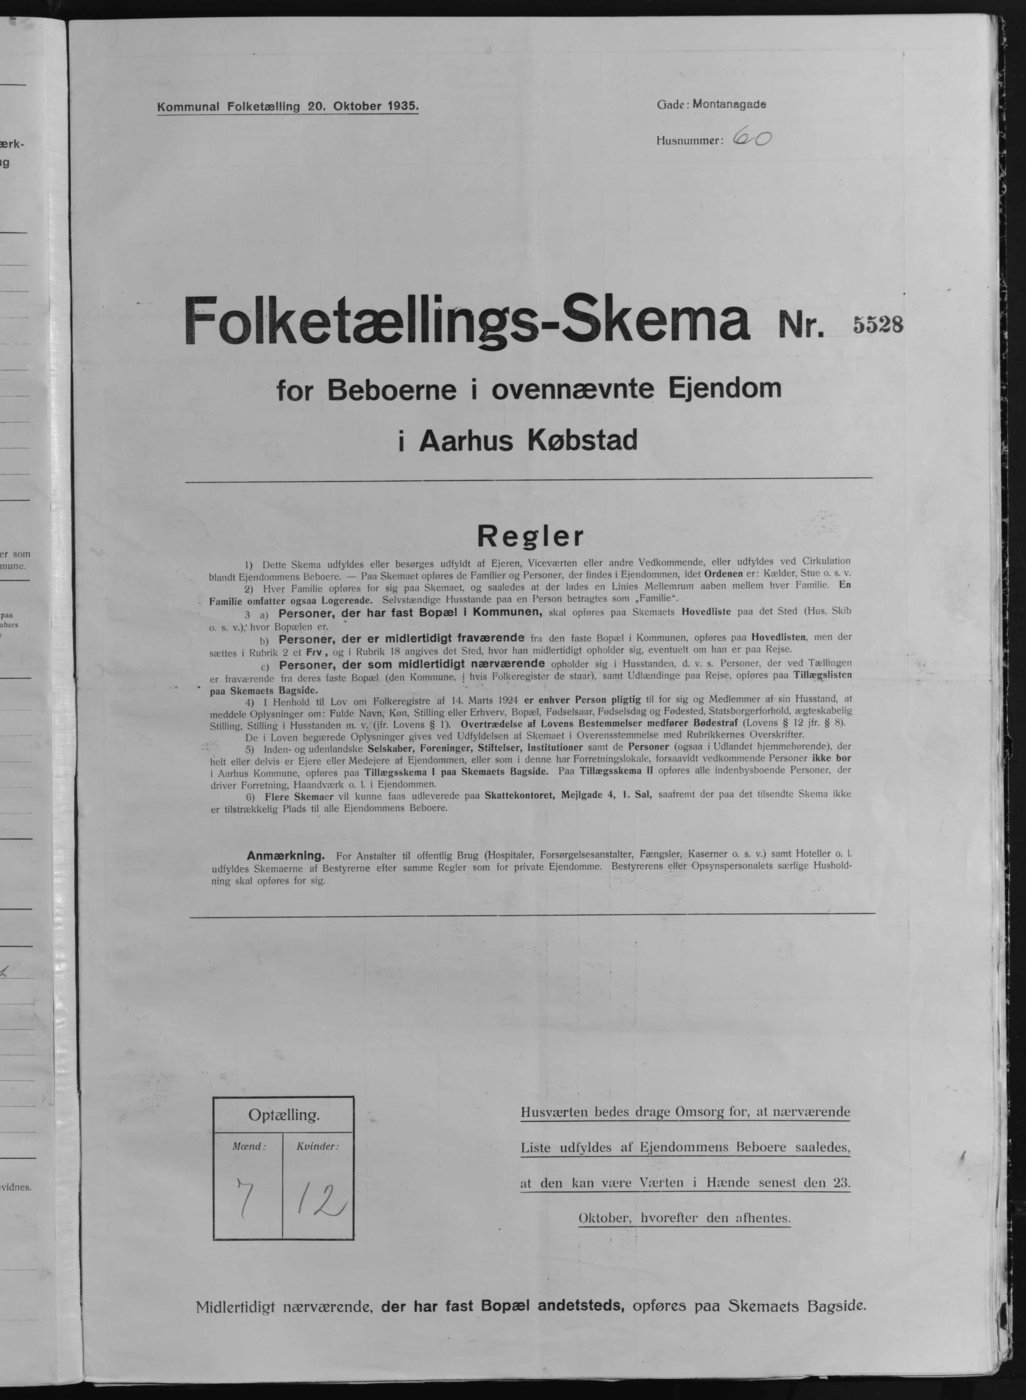 Kommunal Folketælling 20. Oktober 1935.
Gade: Montanagade
Husnummer: 60
Folketællings-Skema Nr. 5528
for Beboerne i ovennævnte Ejendom
i Aarhus Købstad
Regler
1) Dette Skema udfyldes eller besørges udfyldt af Ejeren, Viceværten eller andre Vedkommende, eller udfyldes ved Cirkulation
blandt Ejendommens Beboere. — Paa Skemaet opføres de Familier og Personer, der findes i Ejendommen, idet Ordenen er: Kælder, Stue o. s. v.
2) Hver Familie opføres for sig paa Skemaet, og saaledes at der lades en Linies Mellemrum aaben mellem hver Familie. En
Familie omfatter ogsaa Logerende. Selvstændige Husstande paa en Person betragtes som „Familie“.
3 a) Personer, der har fast Bopæl i Kommunen, skal opføres paa Skemaets Hovedliste paa det Sted (Hus, Skib
o. s. v.), hvor Bopælen er.
b) Personer, der er midlertidigt fraværende fra den faste Bopæl i Kommunen, opføres paa Hovedlisten, men der
sættes i Rubrik 2 et Frv., og i Rubrik 18 angives det Sted, hvor han midlertidigt opholder sig, eventuelt om han er paa Rejse.
c) Personer, der som midlertidigt nærværende opholder sig i Husstanden, d. v. s. Personer, der ved Tællingen
er fraværende fra deres faste Bopæl (den Kommune, i hvis Folkeregister de staar), samt Udlændinge paa Rejse, opføres paa Tillægslisten
paa Skemaets Bagside.
4) I Henhold til Lov om Folkeregistre af 14. Marts 1924 er enhver Person pligtig til for sig og Medlemmer af sin Husstand, at
meddele Oplysninger om: Fulde Navn, Køn, Stilling eller Erhverv, Bopæl, Fødselsaar, Fødselsdag og Fødested, Statsborgerforhold, ægteskabelig
Stilling, Stilling i Husstanden m. v. (jfr. Lovens § 1). Overtrædelse af Lovens Bestemmelser medfører Bødestraf (Lovens § 12 jfr. § 8).
De i Loven begærede Oplysninger gives ved Udfyldelsen af Skemaet i Overensstemmelse med Rubrikkernes Overskrifter.
5) Inden- og udenlandske Selskaber, Foreninger, Stiftelser, Institutioner samt de Personer (ogsaa i Udlandet hjemmehørende), der
helt eller delvis er Ejere eller Medejere af Ejendommen, eller som i denne har Forretningslokale, forsaavidt vedkommende Personer ikke bor
i Aarhus Kommune, opføres paa Tillægsskema I paa Skemaets Bagside. Paa Tillægsskema II opføres alle indenbysboende Personer, der
driver Forretning, Haandværk o. l. i Ejendommen.
6) Flere Skemaer vil kunne faas udleverede paa Skattekontoret, Mejlgade 4, 1. Sal, saafremt der paa det tilsendte Skema ikke
er tilstrækkelig Plads til alle Ejendommens Beboere.
Anmærkning. For Anstalter til offentlig Brug (Hospitaler, Forsørgelsesanstalter, Fængsler, Kaserner o. s. v.) samt Hoteller o. l.
udfyldes Skemaerne af Bestyrerne efter samme Regler som for private Ejendomme. Bestyrerens eller Opsynspersonalets særlige Hushold-
ning skal opføres for sig.
Optælling.
Mænd: Kvinder:
7 12
Husværten bedes drage Omsorg for, at nærværende
Liste udfyldes af Ejendommens Beboere saaledes,
at den kan være Værten i Hænde senest den 23.
Oktober, hvorefter den afhentes.
Midlertidigt nærværende, der har fast Bopæl andetsteds, opføres paa Skemaets Bagside.